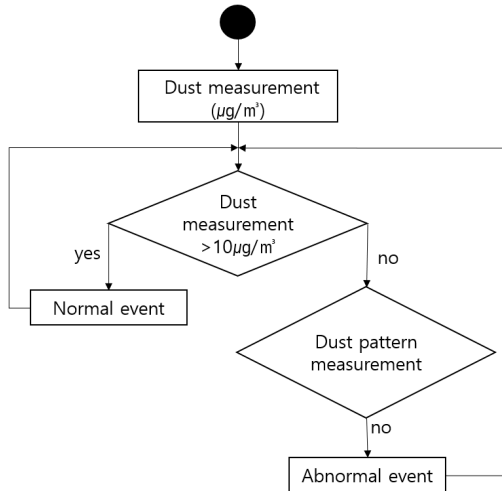 Dust measurement
(μg/㎥)
Dust
measurement
>10μg/㎥
yes
no
Normal event
Dust pattern
measurement
no
Abnormal event